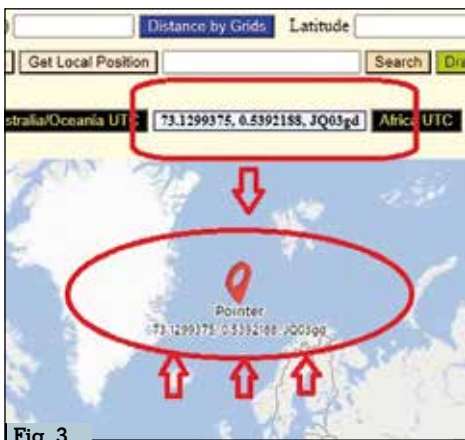 Distance by Grids Latitude
Get Local Position Search Dra
stralia/Oceania UTC 73.1299375, 0.5392188, JQ03gd Africa UTC
Pointer
73.1299375, 0.5392188, JQ03gd
Fig. 3